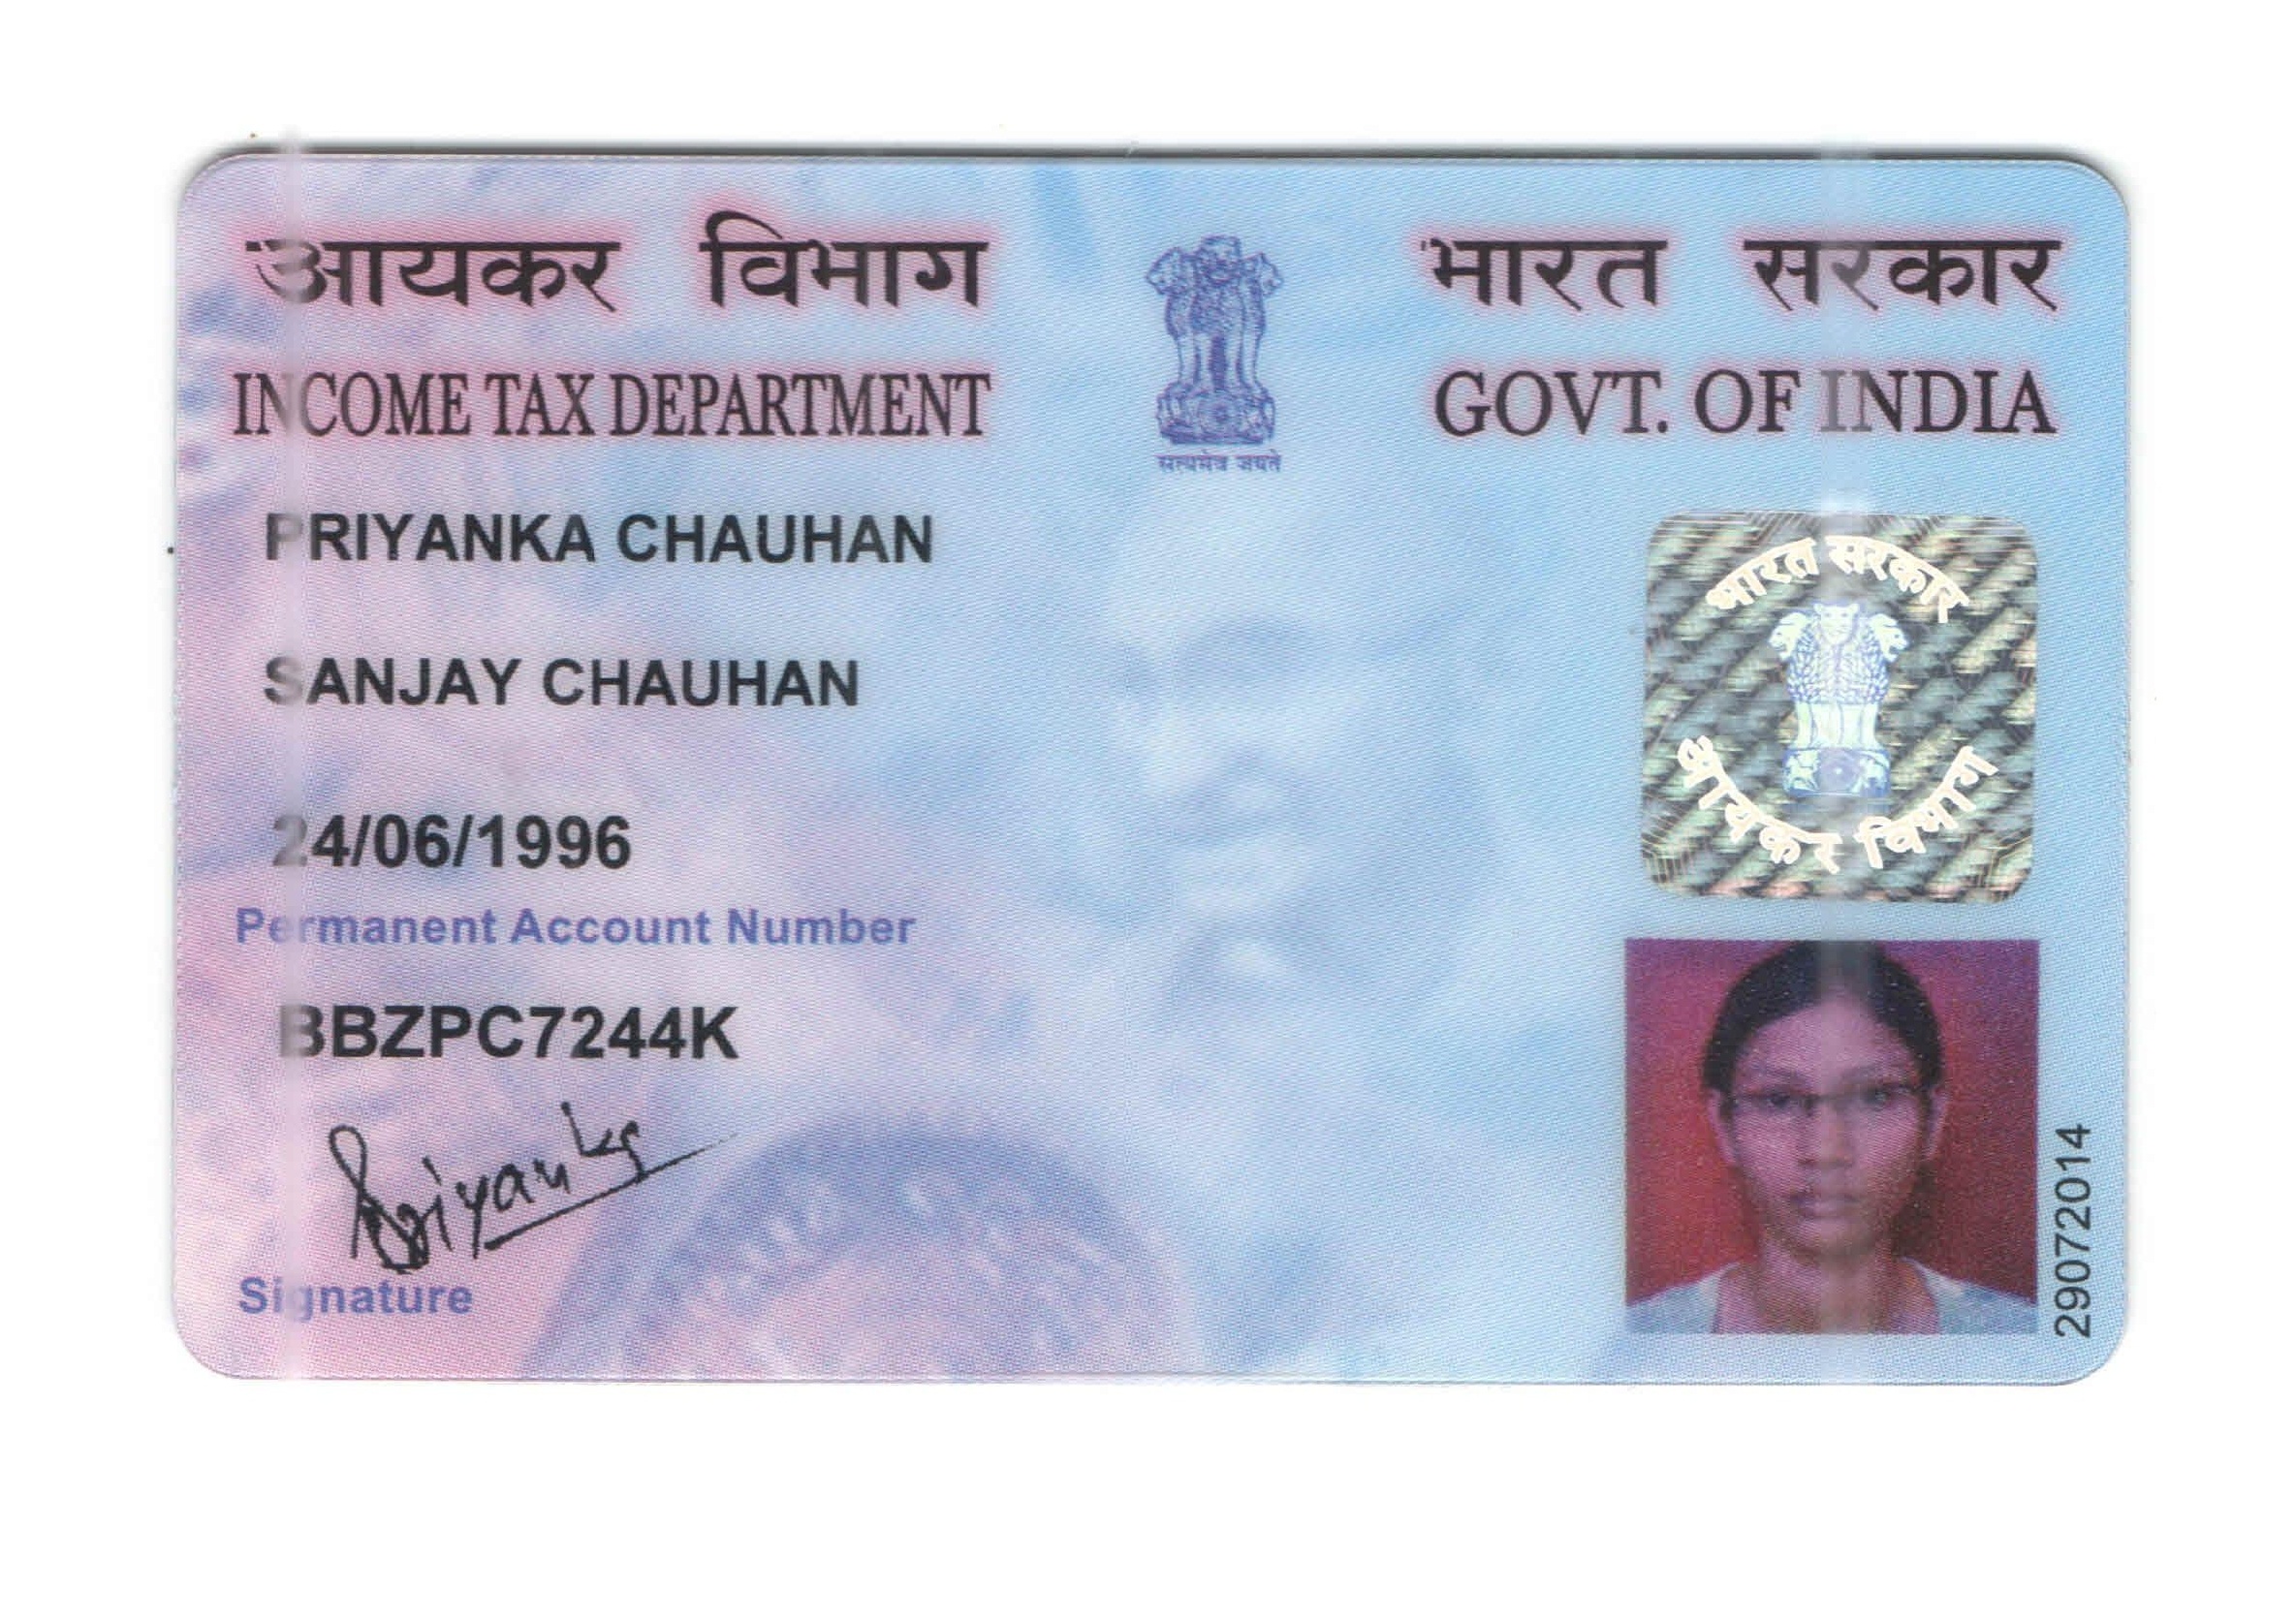 आयकर विभाग
भारत सरकार
INCOME TAX DEPARTMENT
GOVT. OF INDIA
सत्यमेव जयते
PRIYANKA CHAUHAN
SANJAY CHAUHAN
24/06/1996
Permanent Account Number
BBZPC7244K
Priyanka
Signature
भारत सरकार
आयकर विभाग
29072014